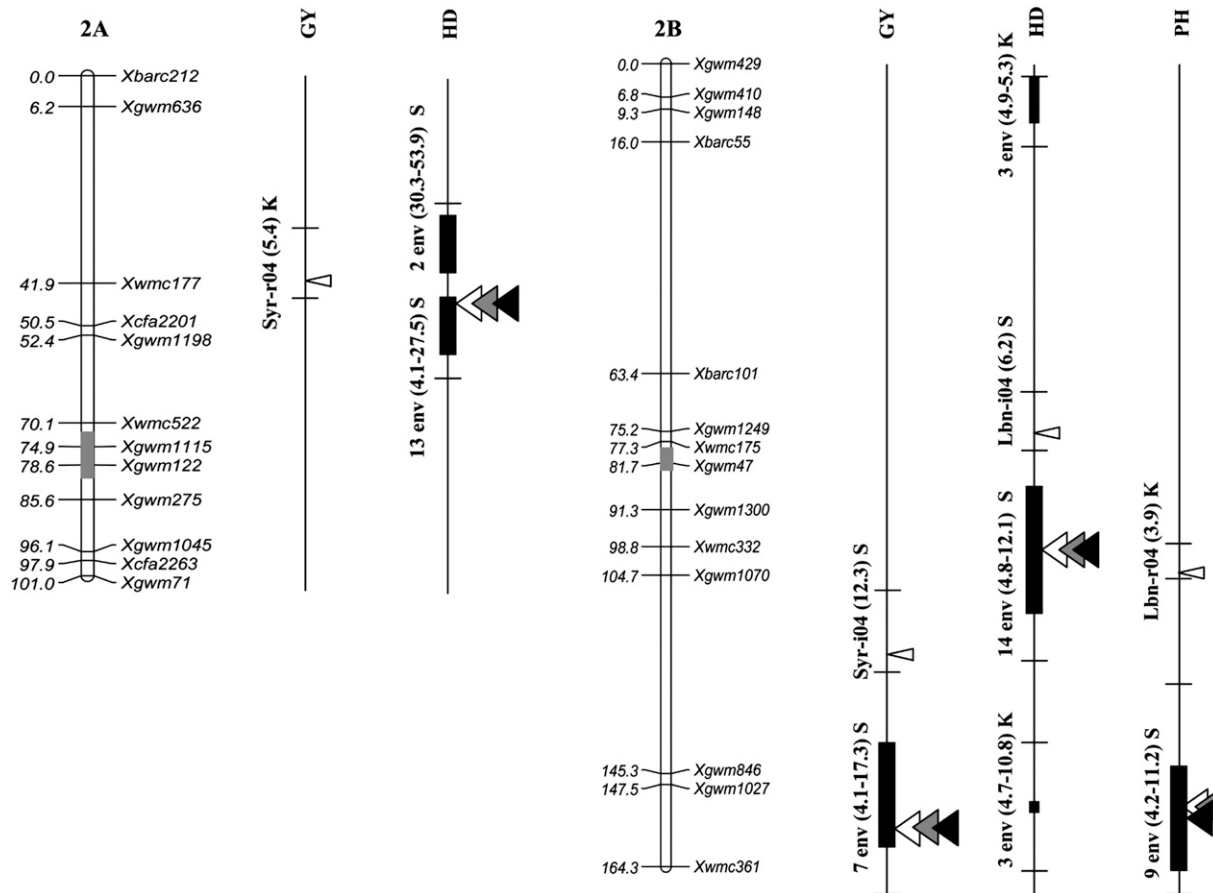 2A
GY
HD
0.0 Xbarc212
6.2 Xgwm636
41.9 Xwmc177
50.5 Xcfa2201
52.4 Xgwm1198
70.1 Xwmc522
74.9 Xgwm1115
78.6 Xgwm122
85.6 Xgwm275
96.1 Xgwm1045
97.9 Xcfa2263
101.0 Xgwm71
Syr-r04 (5.4) K
2 env (30.3-53.9) S
13 env (4.1-27.5) S
2B
GY
HD
PH
0.0 Xgwm429
6.8 Xgwm410
9.3 Xgwm148
16.0 Xbarc55
63.4 Xbarc101
75.2 Xgwm1249
77.3 Xwmc175
81.7 Xgwm47
91.3 Xgwm1300
98.8 Xwmc332
104.7 Xgwm1070
145.3 Xgwm846
147.5 Xgwm1027
164.3 Xwmc361
Syr-i04 (12.3) S
7 env (4.1-17.3) S
3 env (4.9-5.3) K
Lbn-i04 (6.2) S
14 env (4.8-12.1) S
3 env (4.7-10.8) K
Lbn-r04 (3.9) K
9 env (4.2-11.2) S